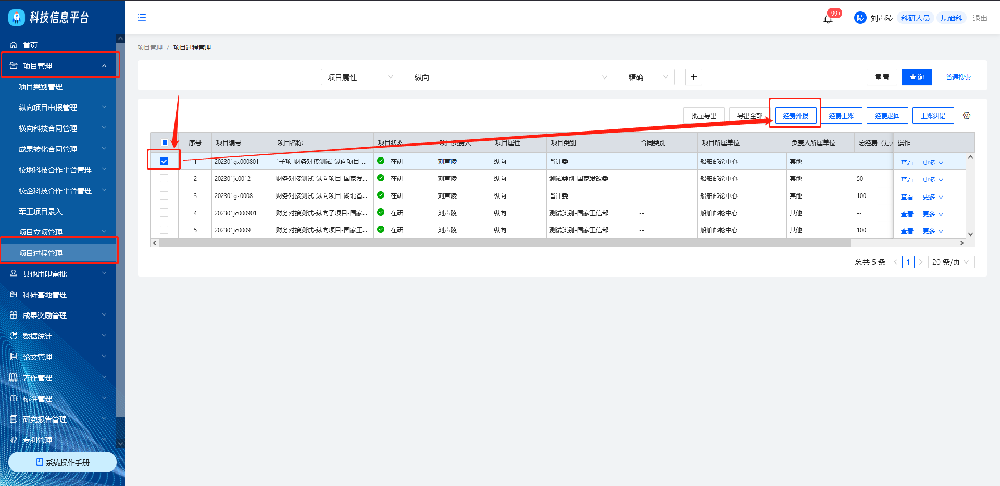 科技信息平台
99+
陵 刘声陵 科研人员 基础科 退出
首页
项目管理
项目类别管理
纵向项目申报管理
横向科技合同管理
成果转化合同管理
校地科技合作平台管理
校企科技合作平台管理
军工项目录入
项目立项管理
项目过程管理
其他用印审批
科研基地管理
成果奖励管理
数据统计
论文管理
著作管理
标准管理
研究报告管理
专利管理
系统操作手册
项目管理 / 项目过程管理
项目属性 纵向 精确 + 重置 查询 普通搜索
批量导出 导出全部 经费外拨 经费上账 经费退回 上账纠错
序号 项目编号 项目名称 项目状态 项目负责人 项目属性 项目类别 合同类别 项目所属单位 负责人所属单位 总经费（万元 操作
1 202301gx000801 1子项-财务对接测试-纵向项目-... 在研 刘声陵 纵向 省计委 -- 船舶邮轮中心 其他 -- 查看 更多
2 202301jc0012 财务对接测试-纵向项目-国家发... 在研 刘声陵 纵向 测试类别-国家发改委 -- 船舶邮轮中心 其他 50 查看 更多
3 202301gx0008 财务对接测试-纵向项目-湖北省... 在研 刘声陵 纵向 省计委 -- 船舶邮轮中心 其他 100 查看 更多
4 202301jc000901 财务对接测试-纵向子项目-国家... 在研 刘声陵 纵向 测试类别-国家工信部 -- 船舶邮轮中心 其他 -- 查看 更多
5 202301jc0009 财务对接测试-纵向项目-国家工... 在研 刘声陵 纵向 测试类别-国家工信部 -- 船舶邮轮中心 其他 100 查看 更多
总共 5 条 < 1 > 20 条/页